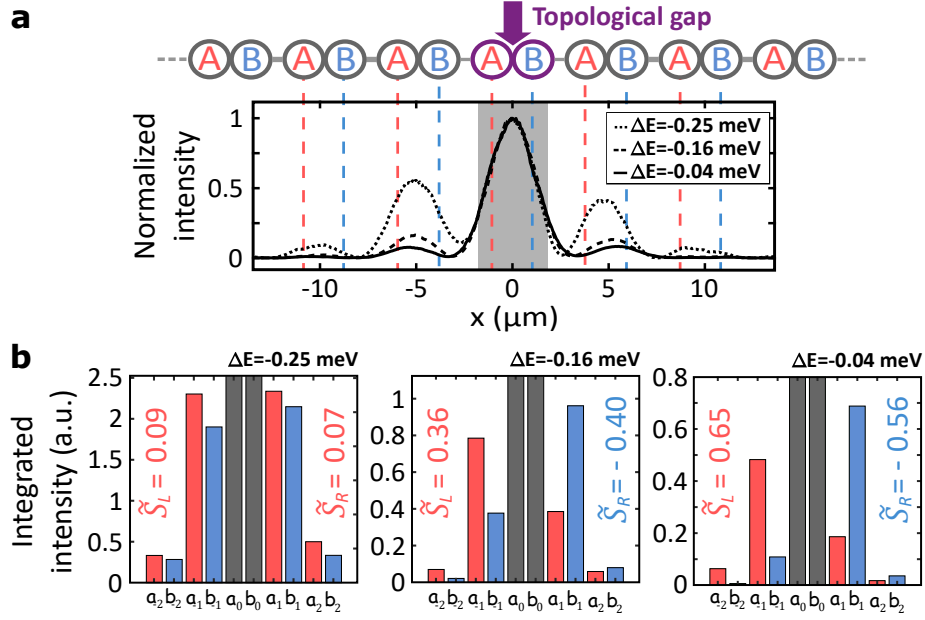 a
Topological gap
A B A B A B A B A B A B A B
Normalized
intensity
1
0.5
0
ΔE=-0.25 meV
ΔE=-0.16 meV
ΔE=-0.04 meV
-10 -5 0 5 10
x (μm)
b
Integrated
intensity (a.u.)
ΔE=-0.25 meV
2.5
2
1.5
1
0.5
0
S̃L = 0.09
S̃R = 0.07
a-2 b-2 a-1 b-1 a0 b0 a1 b1 a2 b2
ΔE=-0.16 meV
1
0.8
0.6
0.4
0.2
0
S̃L = 0.36
S̃R = - 0.40
a-2 b-2 a-1 b-1 a0 b0 a1 b1 a2 b2
ΔE=-0.04 meV
0.8
0.6
0.4
0.2
0
S̃L = 0.65
S̃R = - 0.56
a-2 b-2 a-1 b-1 a0 b0 a1 b1 a2 b2